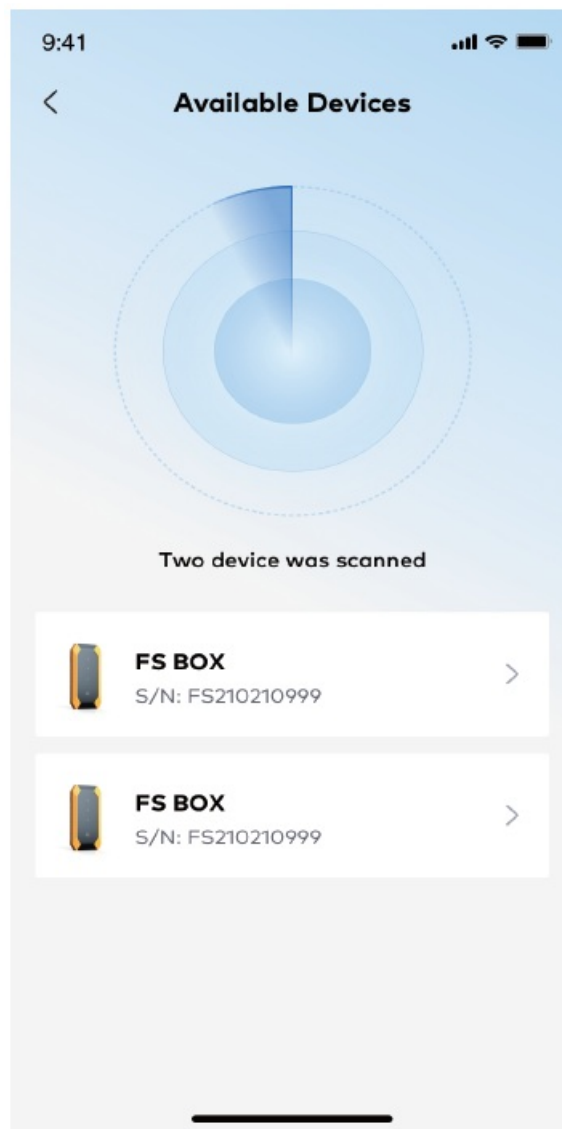 9:41
Available Devices
Two device was scanned
FS BOX
S/N: FS210210999
FS BOX
S/N: FS210210999